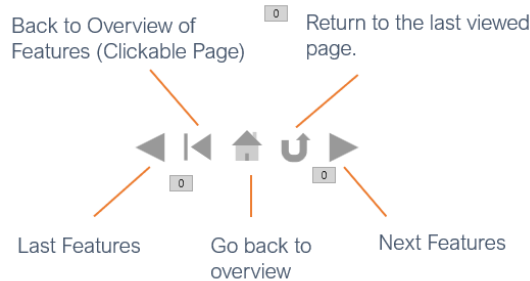 Back to Overview of
Features (Clickable Page)
0
Return to the last viewed
page.
0
0
Last Features
Go back to
overview
Next Features